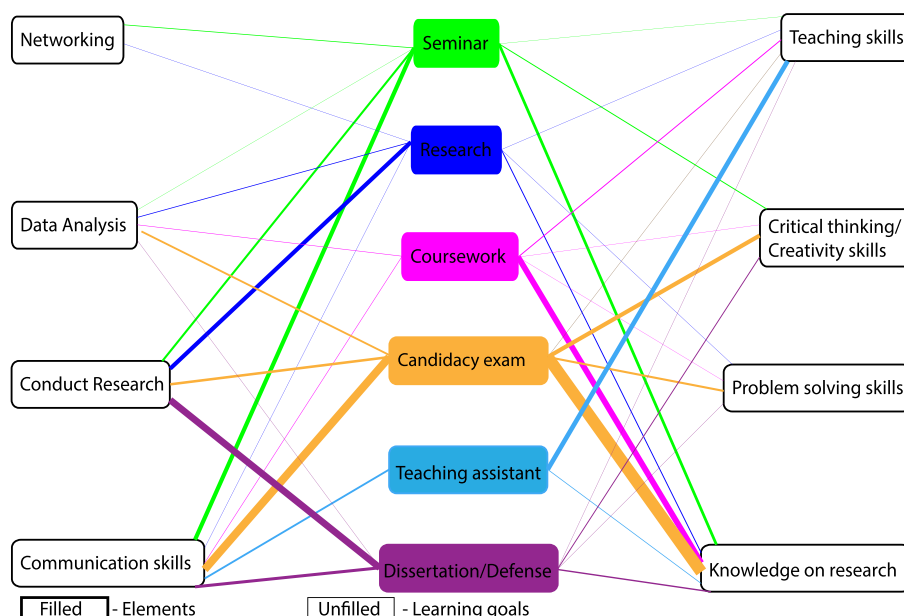 Networking
Seminar
Teaching skills
Research
Data Analysis
Critical thinking/
Creativity skills
Coursework
Candidacy exam
Conduct Research
Problem solving skills
Teaching assistant
Communication skills
Dissertation/Defense
Knowledge on research
Filled - Elements
Unfilled - Learning goals